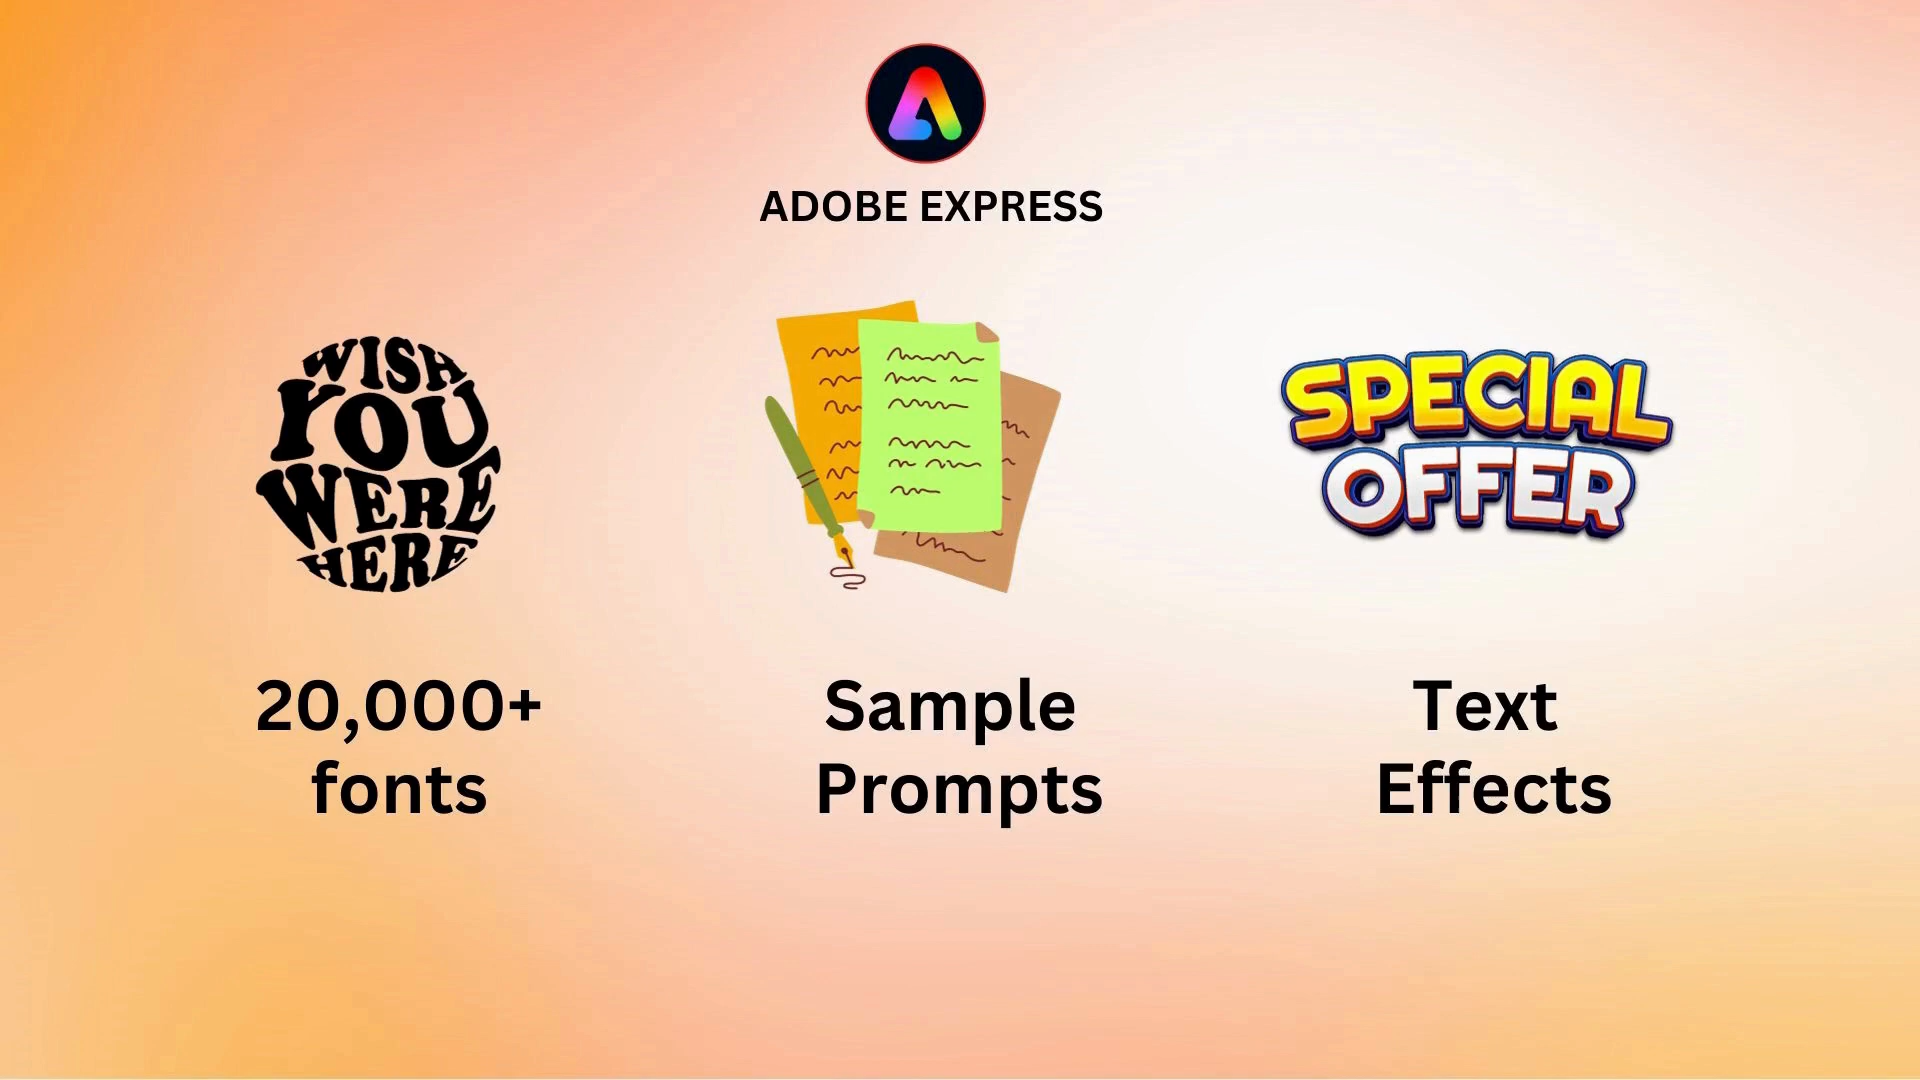 ADOBE EXPRESS
WISH
YOU
WERE
HERE
SPECIAL
OFFER
20,000+
fonts
Sample
Prompts
Text
Effects